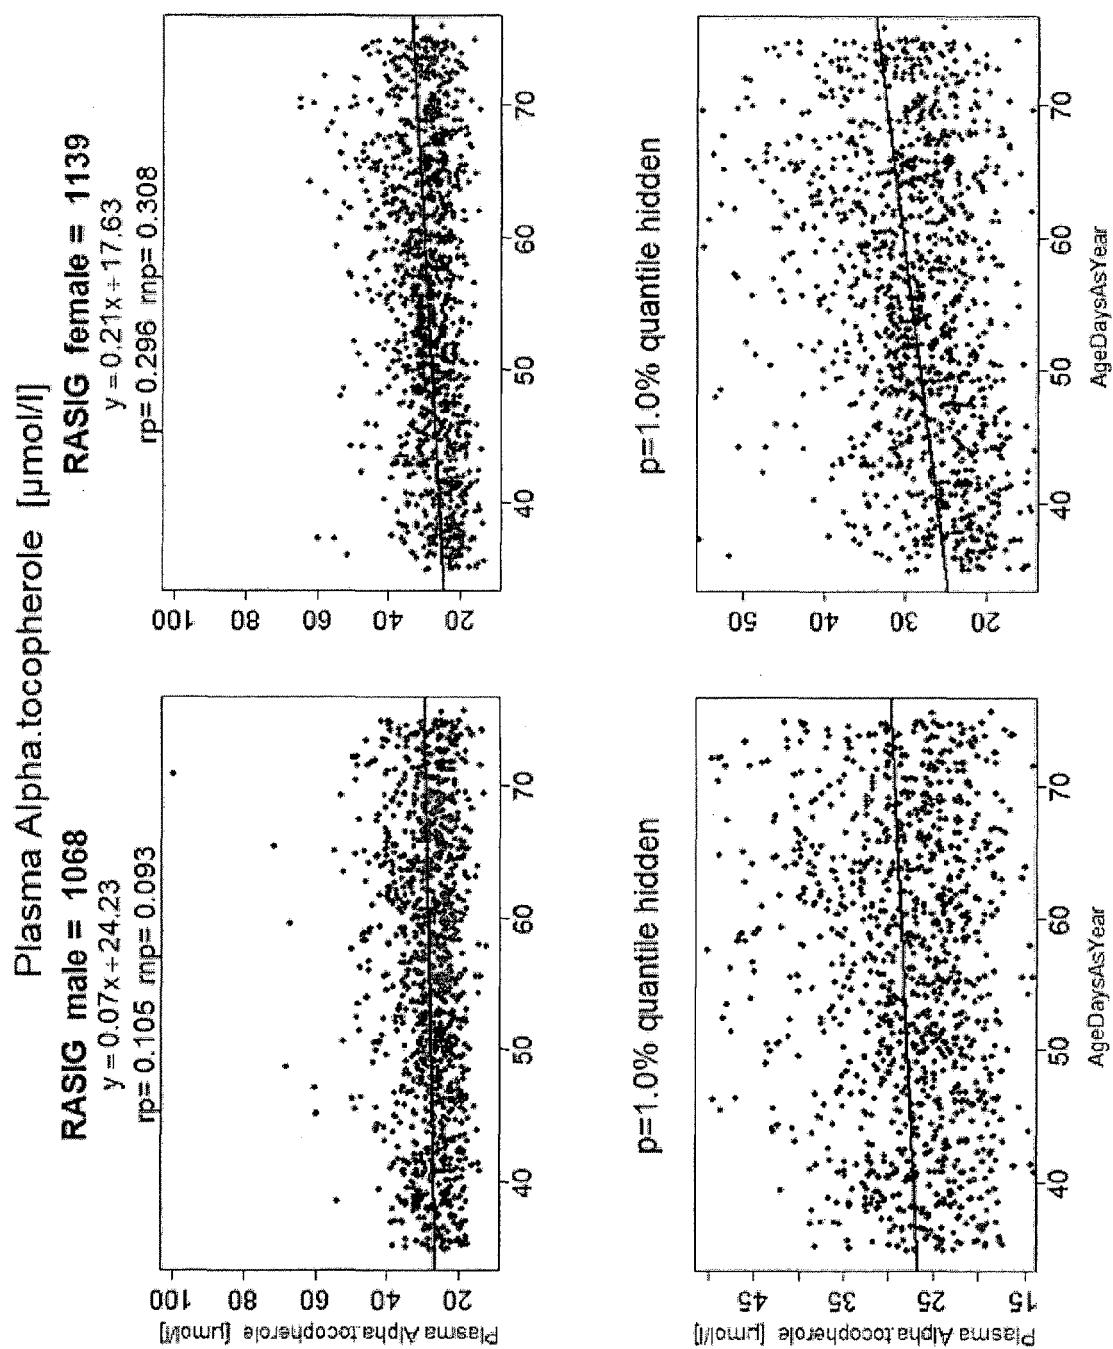 Plasma Alpha.tocopherole [µmol/l]
RASIG male = 1068
y = 0.07x+24.23
rp= 0.105 rnp= 0.093
RASIG female = 1139
y = 0.21x+17.63
rp= 0.296 rnp= 0.308
Plasma Alpha.tocopherole [µmol/l]
100
80
60
40
20
40
50
60
70
100
80
60
40
20
40
50
60
70
p=1.0% quantile hidden
p=1.0% quantile hidden
Plasma Alpha.tocopherole [µmol/l]
45
35
25
15
40
50
60
70
AgeDaysAsYear
50
40
30
20
40
50
60
70
AgeDaysAsYear